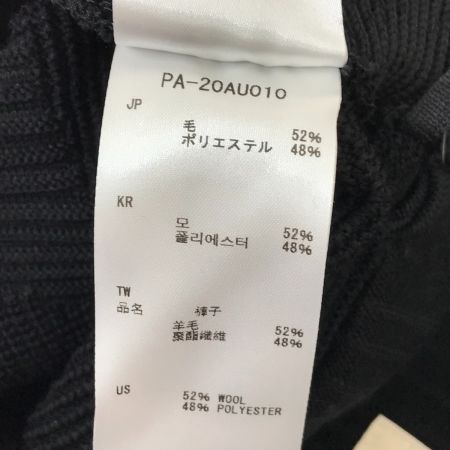 PA-20AU010
JP
毛 52%
ポリエステル 48%
KR
모 52%
폴리에스터 48%
TW
品名 褲子
羊毛 52%
聚酯纖維 48%
US 52% WOOL
48% POLYESTER